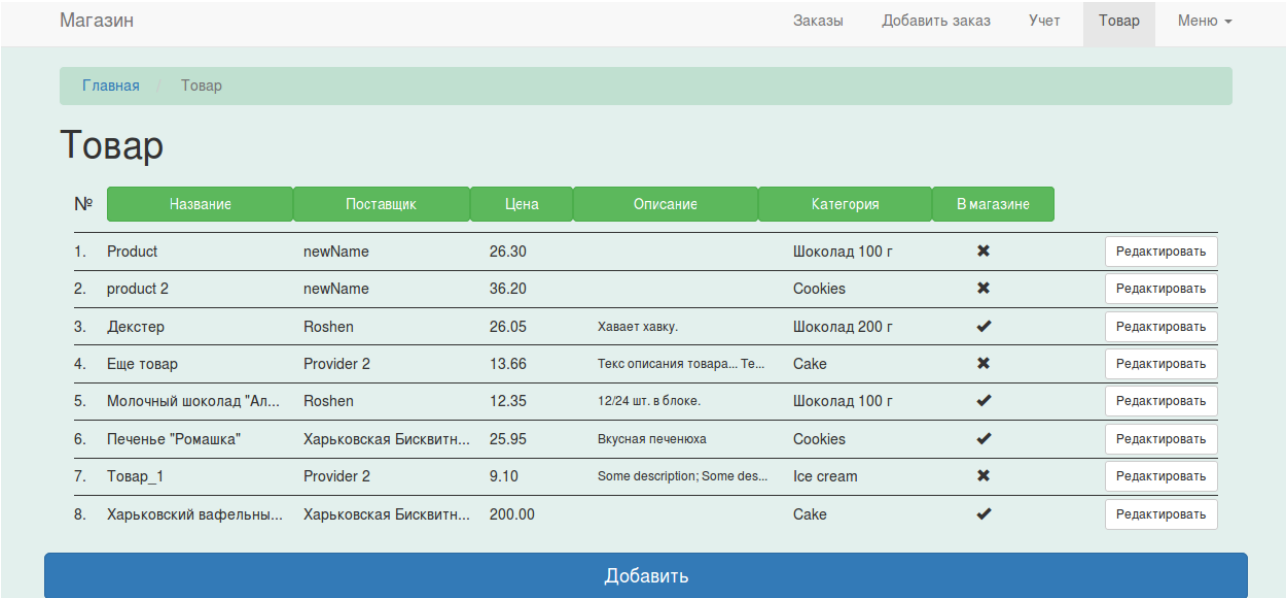 Магазин Заказы Добавить заказ Учет Товар Меню
Главная / Товар
Товар
№ Название Поставщик Цена Описание Категория В магазине
1. Product newName 26.30 Шоколад 100 г Редактировать
2. product 2 newName 36.20 Cookies Редактировать
3. Декстер Roshen 26.05 Хавает хавку. Шоколад 200 г Редактировать
4. Еще товар Provider 2 13.66 Текс описания товара... Те... Cake Редактировать
5. Молочный шоколад "Ал... Roshen 12.35 12/24 шт. в блоке. Шоколад 100 г Редактировать
6. Печенье "Ромашка" Харьковская Бисквитн... 25.95 Вкусная печенюха Cookies Редактировать
7. Товар_1 Provider 2 9.10 Some description; Some des... Ice cream Редактировать
8. Харьковский вафельны... Харьковская Бисквитн... 200.00 Cake Редактировать
Добавить